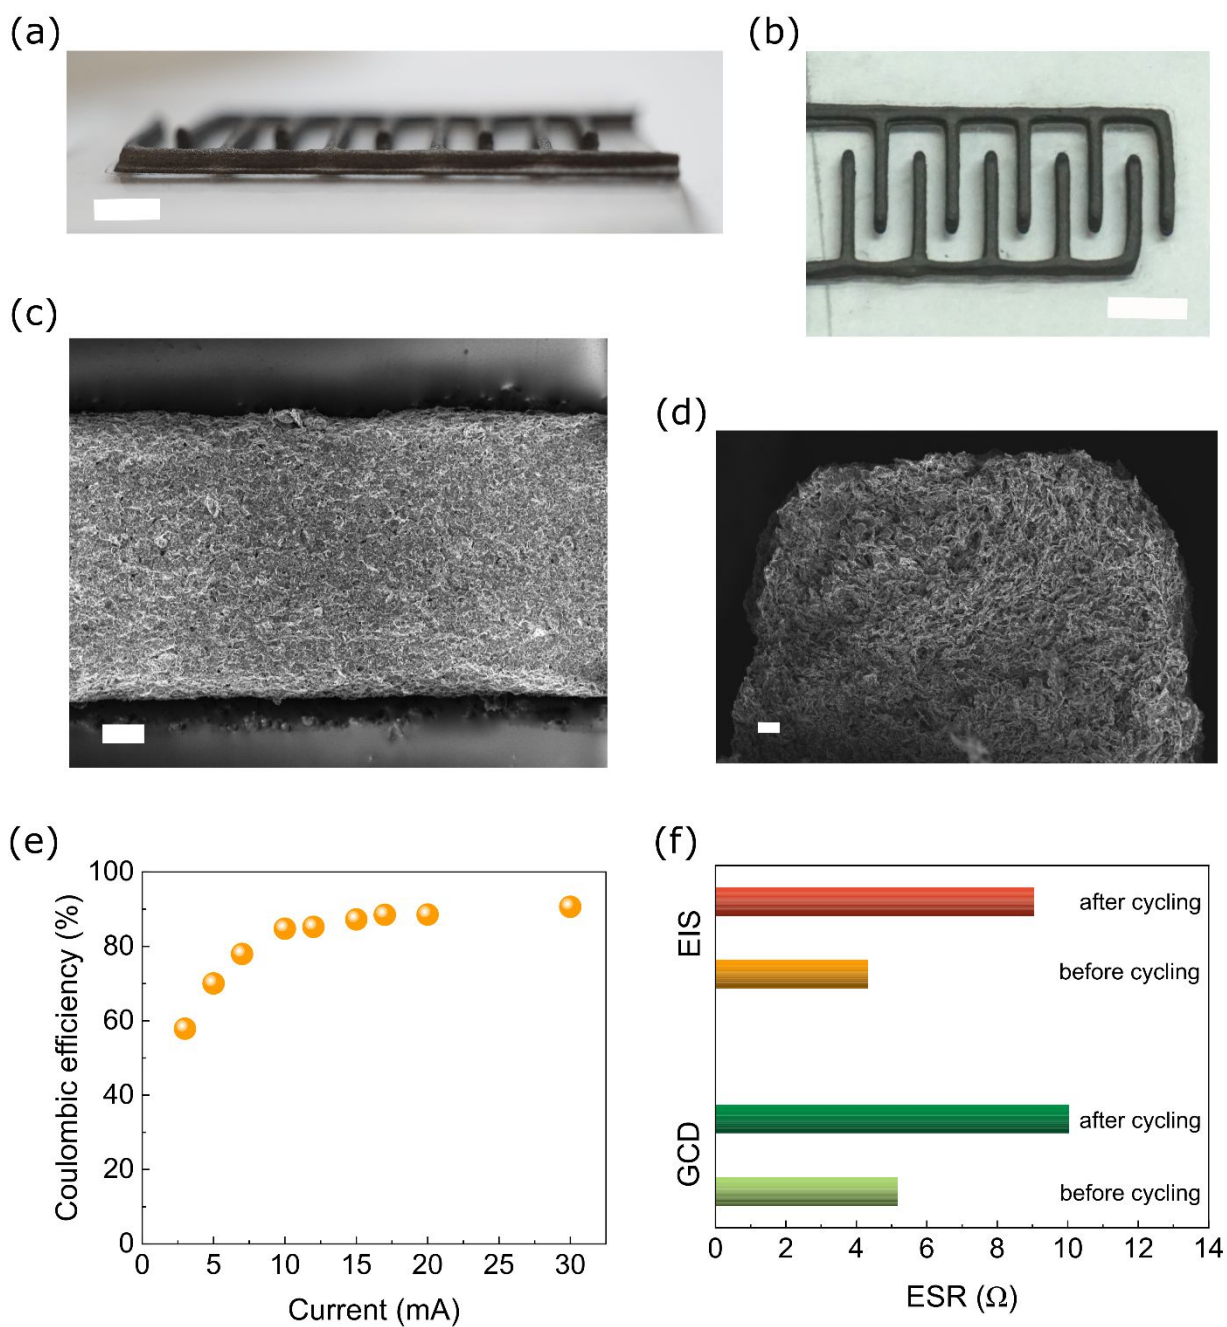 (a)
(b)
(c)
(d)
(e)
100
80
60
40
20
0
Coulombic efficiency (%)
0 5 10 15 20 25 30
Current (mA)
(f)
EIS
after cycling
before cycling
GCD
after cycling
before cycling
0 2 4 6 8 10 12 14
ESR (Ω)